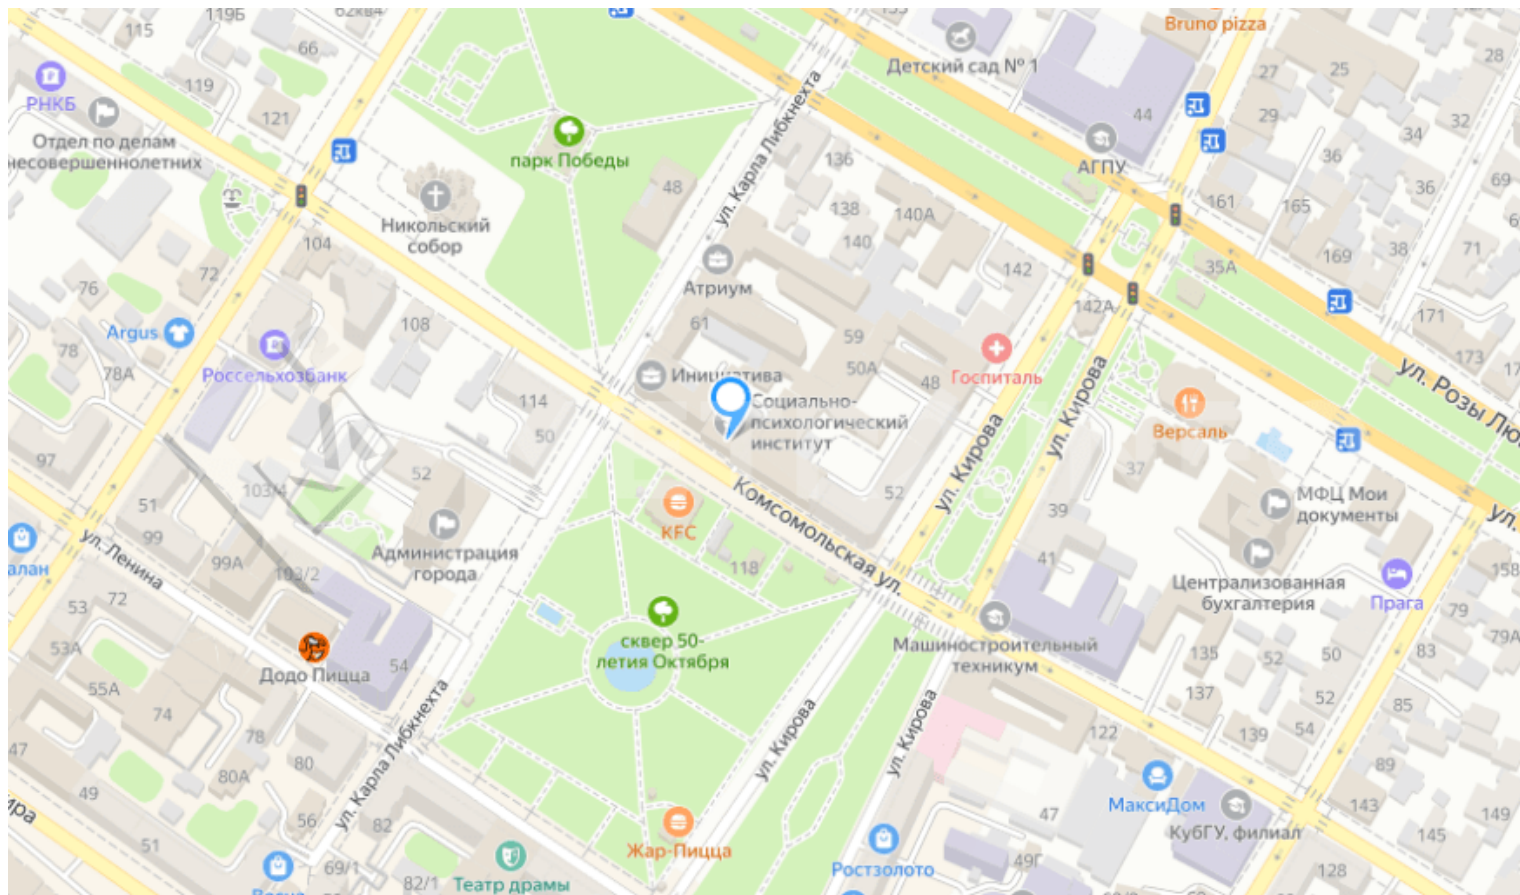 119Б
62кв4
115
66
119
121
РНКБ
Отдел по делам
несовершеннолетних
Никольский
собор
парк Победы
48
ул. Карла Либкнехта
Bruno pizza
Детский сад № 1
44
АГПУ
27
25
28
29
34
32
36
36
69
136
138
140А
140
142
161
165
38
71
169
35А
142А
171
173
104
72
76
78
78А
Argus
Россельхозбанк
108
Атриум
61
59
50А
48
Инициатива
Социально-
психологический
институт
Госпиталь
ул. Кирова
ул. Кирова
Версаль
ул. Розы Лю
114
50
52
97
51
99
99А
103/4
103/2
Администрация
города
KFC
118
Комсомольская ул.
52
37
39
41
МФЦ Мои
документы
ул.
Централизованная
бухгалтерия
Прага
158
алан
ул. Ленина
53
72
53А
55А
74
78
80
80А
47
49
51
56
82
54
Додо Пицца
ул. Карла Либкнехта
сквер 50-
летия Октября
Машиностроительный
техникум
135
52
50
83
79
79А
137
52
85
139
54
122
89
143
145
149
128
ул. Кирова
ул. Кирова
МаксиДом
КубГУ, филиал
47
49Г
Ростзолото
Жар-Пицца
Театр драмы
82/1
69/1
ира